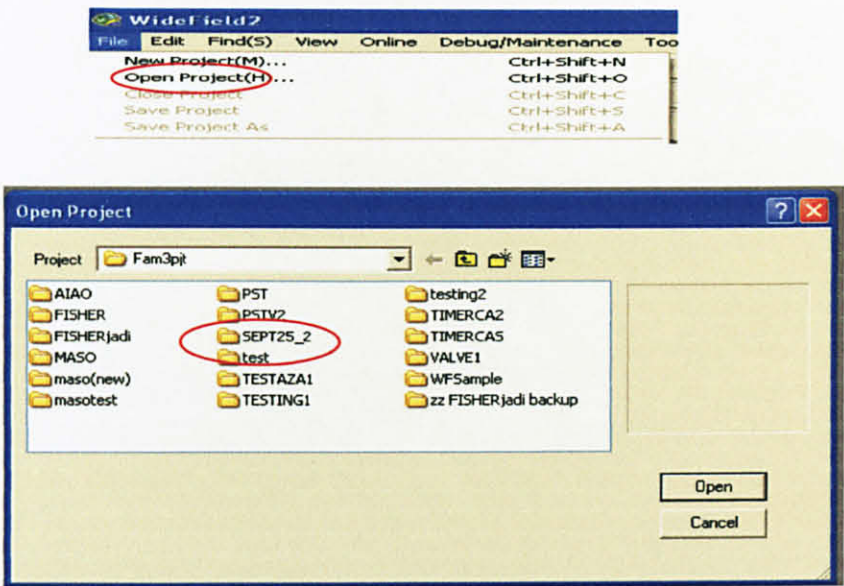 WideField2
File Edit Find(S) View Online Debug/Maintenance Too
New Project(M)... Ctrl+Shift+N
Open Project(H)... Ctrl+Shift+O
Close Project Ctrl+Shift+C
Save Project Ctrl+Shift+S
Save Project As Ctrl+Shift+A
Open Project
Project Fam3pjt
AIAO PST testing2
FISHER PSTV2 TIMERCA2
FISHERjadi SEPT25_2 TIMERCAS
MASO test VALVE1
maso(new) TESTAZA1 WFSample
masotest TESTING1 zz FISHERjadi backup
Open
Cancel